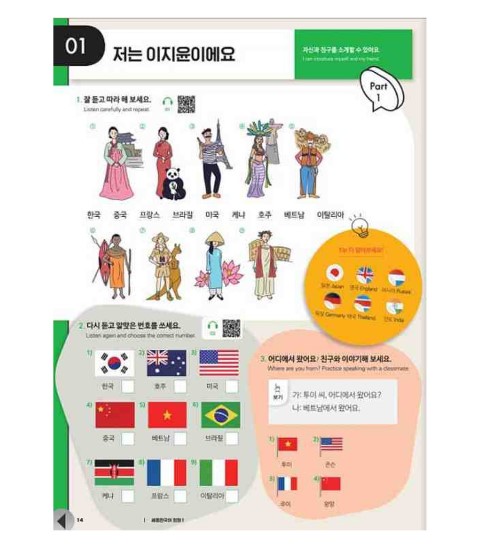 01
저는 이지윤이에요
자신과 친구를 소개할 수 있어요.
I can introduce myself and my friend.
Part
1
1. 잘 듣고 따라 해 보세요.
Listen carefully and repeat.
① ② ③ ④ ⑤
한국 중국 프랑스 브라질 미국 케냐 호주 베트남 이탈리아
⑥ ⑦ ⑧ ⑨
더 알아보세요!
일본 Japan 영국 England 러시아 Russia
독일 Germany 태국 Thailand 인도 India
2. 다시 듣고 알맞은 번호를 쓰세요.
Listen again and choose the correct number.
1) 2) 3)
한국 호주 미국
4) 5) 6)
중국 베트남 브라질
7) 8) 9)
케냐 프랑스 이탈리아
3. 어디에서 왔어요? 친구와 이야기해 보세요.
Where are you from? Practice speaking with a classmate.
보기
가: 투이 씨, 어디에서 왔어요?
나: 베트남에서 왔어요.
1) 2)
투이 존슨
3) 4)
14